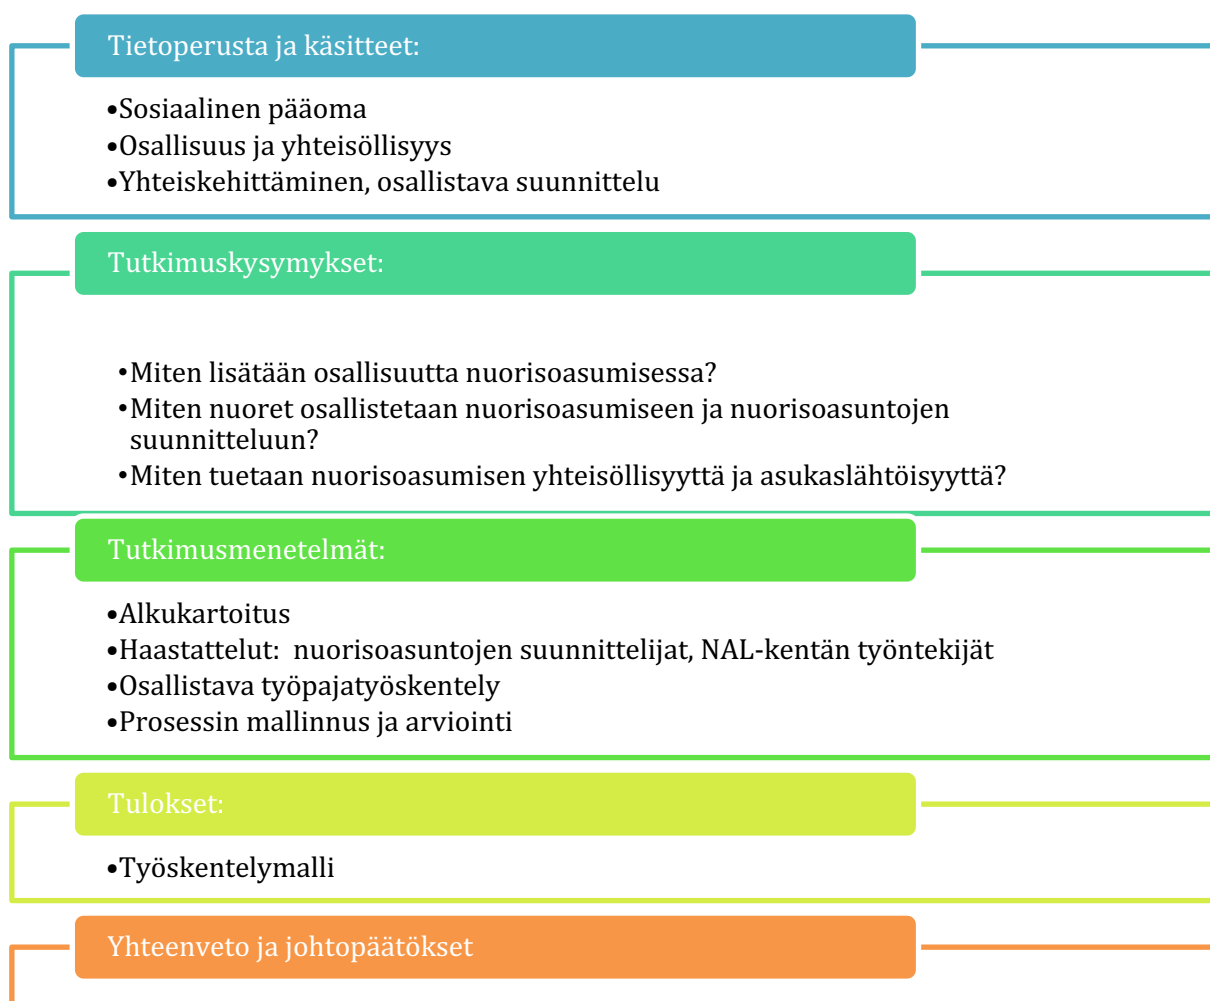 Tietoperusta ja käsitteet:
•Sosiaalinen pääoma
•Osallisuus ja yhteisöllisyys
•Yhteiskehittäminen, osallistava suunnittelu
Tutkimuskysymykset:
•Miten lisätään osallisuutta nuorisoasumisessa?
•Miten nuoret osallistetaan nuorisoasumiseen ja nuorisoasuntojen
suunnitteluun?
•Miten tuetaan nuorisoasumisen yhteisöllisyyttä ja asukaslähtöisyyttä?
Tutkimusmenetelmät:
•Alkukartoitus
•Haastattelut:  nuorisoasuntojen suunnittelijat, NAL-kentän työntekijät
•Osallistava työpajatyöskentely
•Prosessin mallinnus ja arviointi
Tulokset:
•Työskentelymalli
Yhteenveto ja johtopäätökset